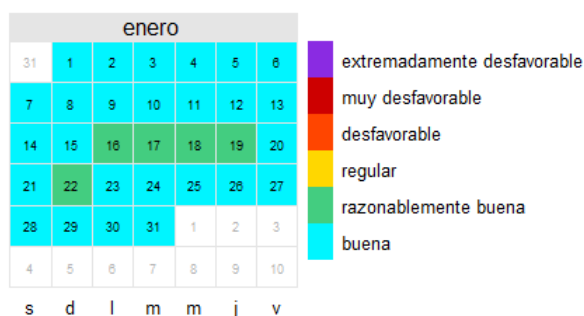 enero
31 1 2 3 4 5 6
7 8 9 10 11 12 13
14 15 16 17 18 19 20
21 22 23 24 25 26 27
28 29 30 31 1 2 3
4 5 6 7 8 9 10
s d l m m j v
extremadamente desfavorable
muy desfavorable
desfavorable
regular
razonablemente buena
buena